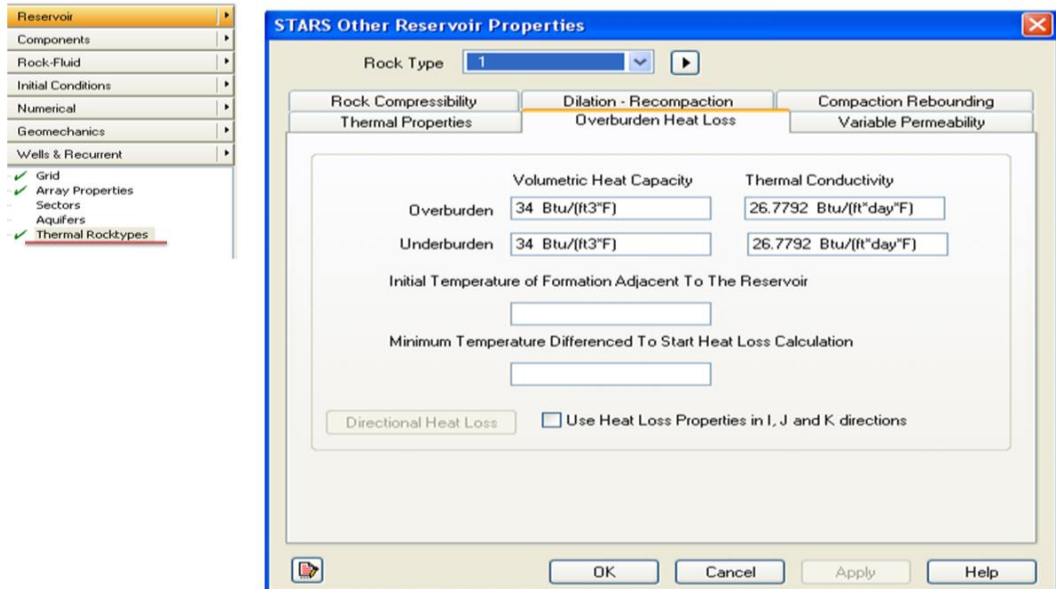 Reservoir
Components
Rock-Fluid
Initial Conditions
Numerical
Geomechanics
Wells & Recurrent
Grid
Array Properties
Sectors
Aquifers
Thermal Rocktypes
STARS Other Reservoir Properties
Rock Type 1
Rock Compressibility Dilation - Recompaction Compaction Rebounding
Thermal Properties Overburden Heat Loss Variable Permeability
Volumetric Heat Capacity Thermal Conductivity
Overburden 34 Btu/(ft3*F) 26.7792 Btu/(ft*day*F)
Underburden 34 Btu/(ft3*F) 26.7792 Btu/(ft*day*F)
Initial Temperature of Formation Adjacent To The Reservoir
Minimum Temperature Differenced To Start Heat Loss Calculation
Directional Heat Loss Use Heat Loss Properties in I, J and K directions
OK Cancel Apply Help